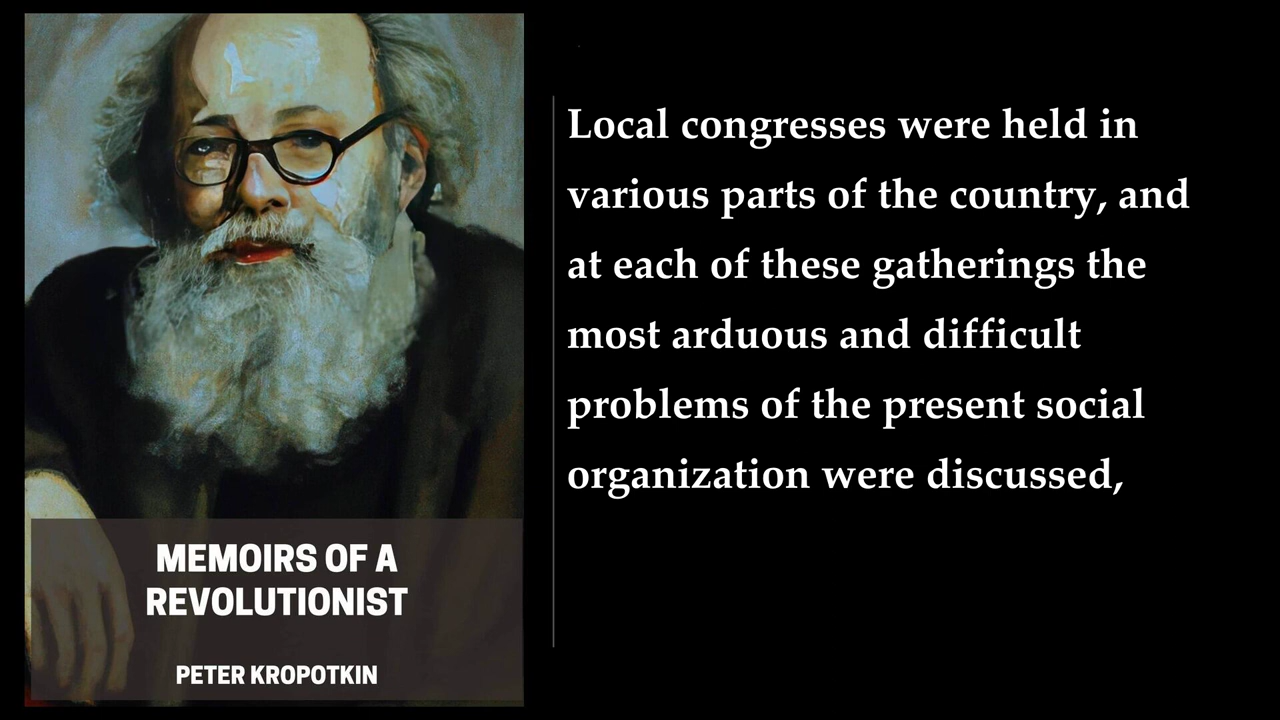 Local congresses were held in
various parts of the country, and
at each of these gatherings the
most arduous and difficult
problems of the present social
organization were discussed,
MEMOIRS OF A
REVOLUTIONIST
PETER KROPOTKIN